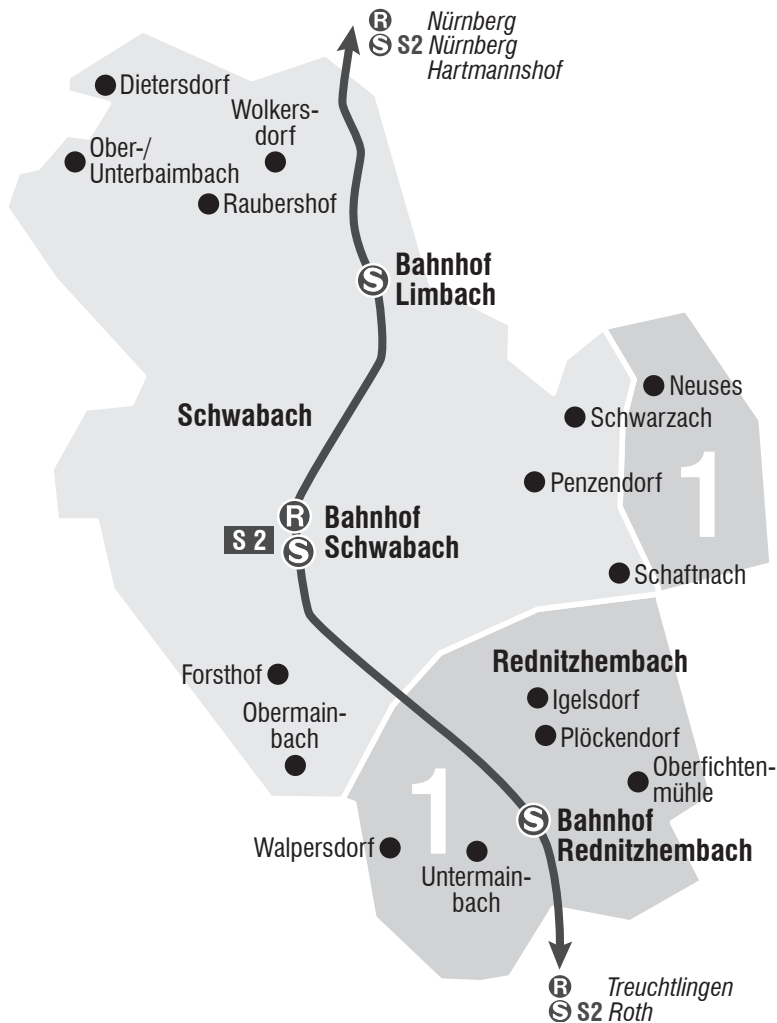 R Nürnberg
S S2 Nürnberg
Hartmannshof
Dietersdorf
Wolkers-
dorf
Ober-/
Unterbaimbach
Raubershof
S Bahnhof
Limbach
Neuses
Schwabach
Schwarzach
1
Penzendorf
R Bahnhof
S 2 S Schwabach
Schaftnach
Rednitzhembach
Forsthof
Igelsdorf
Obermain-
bach
Plöckendorf
Oberfichten-
mühle
1
S Bahnhof
Rednitzhembach
Walpersdorf
Untermain-
bach
R Treuchtlingen
S S2 Roth